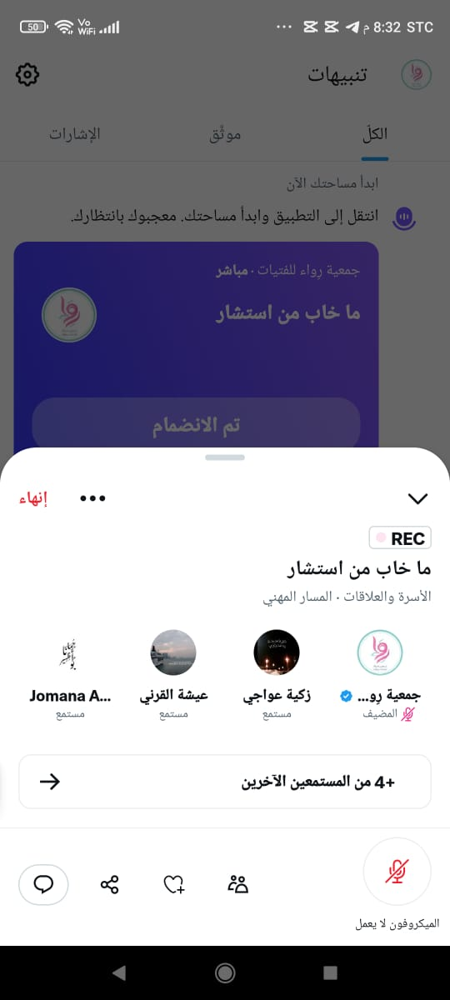 50 Vo WiFi ... م 8:32 STC
تنبيهات
الكلّ موثَّق الإشارات
ابدأ مساحتك الآن
انتقل إلى التطبيق وابدأ مساحتك. معجبوك بانتظارك.
جمعية رِواء للفتيات · مباشر
ما خاب من استشار
تم الانضمام
إنهاء
REC
ما خاب من استشار
الأسرة والعلاقات · المسار المهني
جمعية رِو... زكية عواجي عيشة القرني Jomana A...
المضيف مستمع مستمع مستمع
+4 من المستمعين الآخرين
الميكروفون لا يعمل